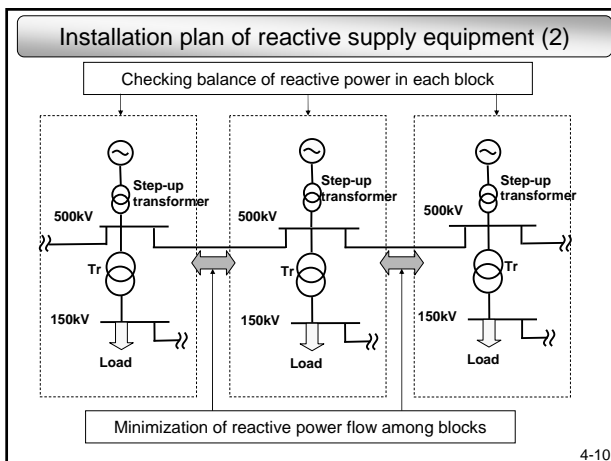 Installation plan of reactive supply equipment (2)
Checking balance of reactive power in each block
Step-up
transformer
500kV
Tr
150kV
Load
Step-up
transformer
500kV
Tr
150kV
Load
Step-up
transformer
500kV
Tr
150kV
Load
Minimization of reactive power flow among blocks
4-10